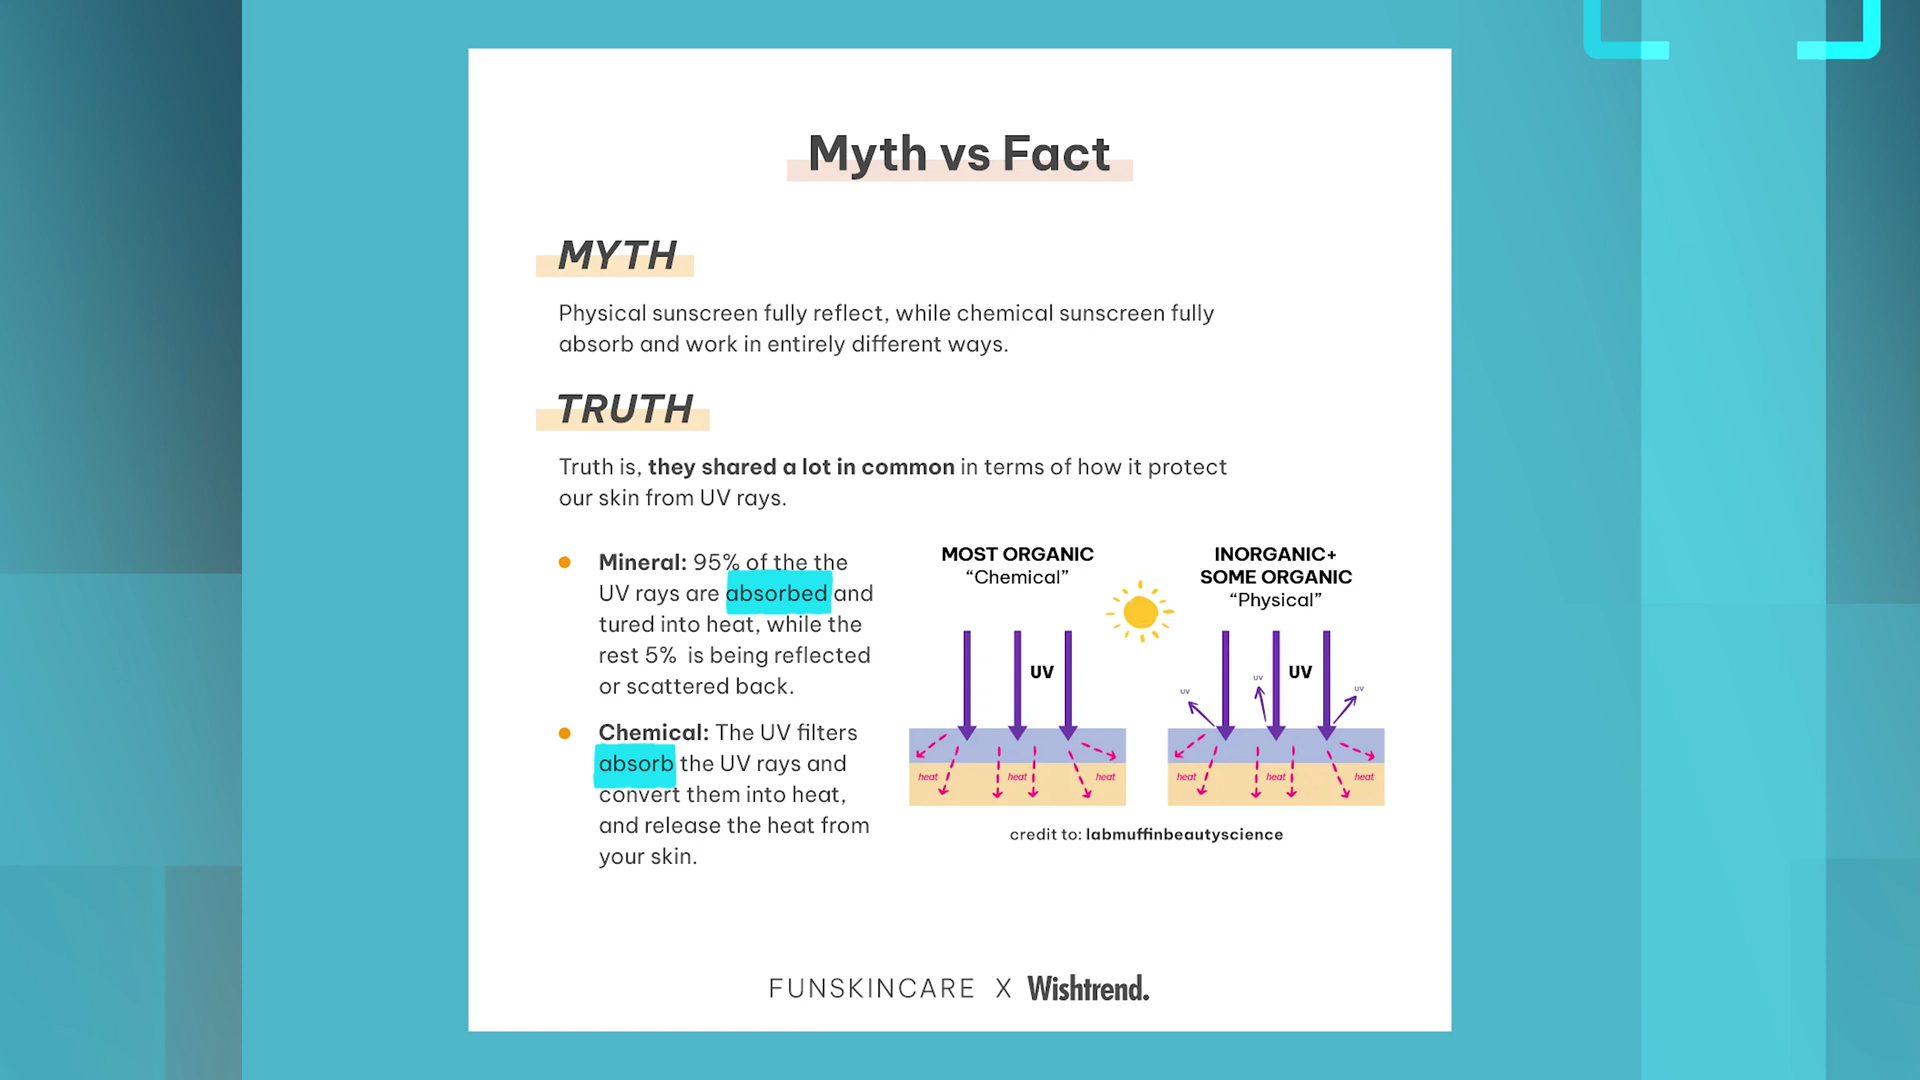 Myth vs Fact
MYTH
Physical sunscreen fully reflect, while chemical sunscreen fully
absorb and work in entirely different ways.
TRUTH
Truth is, they shared a lot in common in terms of how it protect
our skin from UV rays.
Mineral: 95% of the the
UV rays are absorbed and
tured into heat, while the
rest 5% is being reflected
or scattered back.
Chemical: The UV filters
absorb the UV rays and
convert them into heat,
and release the heat from
your skin.
MOST ORGANIC
“Chemical”
UV
heat heat heat
INORGANIC+
SOME ORGANIC
“Physical”
uv uv UV uv
heat heat heat
credit to: labmuffinbeautyscience
FUNSKINCARE X Wishtrend.